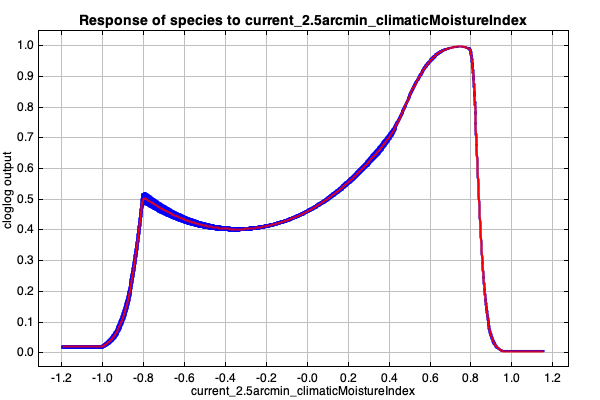 Response of species to current_2.5arcmin_climaticMoistureIndex
cloglog output
1.0
0.9
0.8
0.7
0.6
0.5
0.4
0.3
0.2
0.1
0.0
-1.2 -1.0 -0.8 -0.6 -0.4 -0.2 -0.0 0.2 0.4 0.6 0.8 1.0 1.2
current_2.5arcmin_climaticMoistureIndex